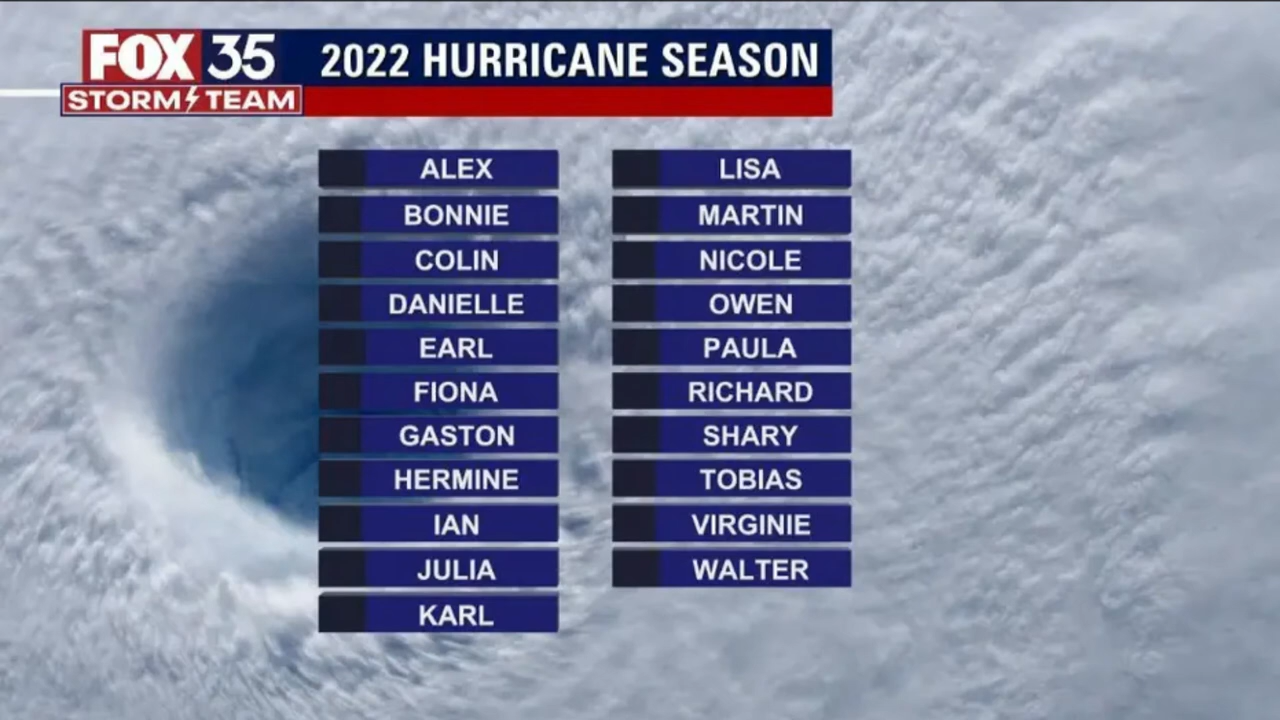 FOX 35
STORM TEAM
2022 HURRICANE SEASON
ALEX
BONNIE
COLIN
DANIELLE
EARL
FIONA
GASTON
HERMINE
IAN
JULIA
KARL
LISA
MARTIN
NICOLE
OWEN
PAULA
RICHARD
SHARY
TOBIAS
VIRGINIE
WALTER